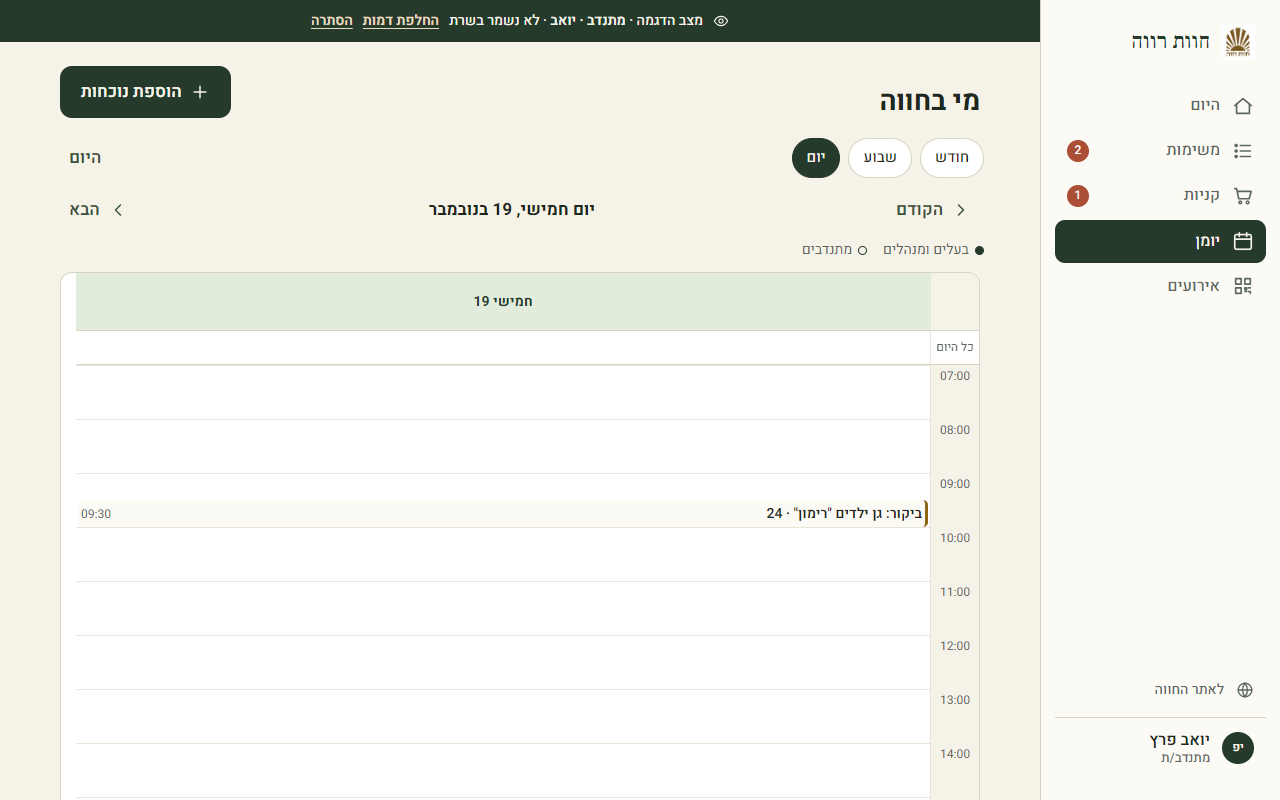 מצב הדגמה · מתנדב · יואב · לא נשמר בשרת החלפת דמות הסתרה
חוות רווה
היום
משימות 2
קניות 1
יומן
אירועים
לאתר החווה
יפ
יואב פרץ
מתנדב/ת
מי בחווה
הוספת נוכחות
חודש שבוע יום
היום
הקודם
יום חמישי, 19 בנובמבר
הבא
בעלים ומנהלים מתנדבים
חמישי 19
כל היום
07:00
08:00
09:00
ביקור: גן ילדים "רימון" · 24 09:30
10:00
11:00
12:00
13:00
14:00